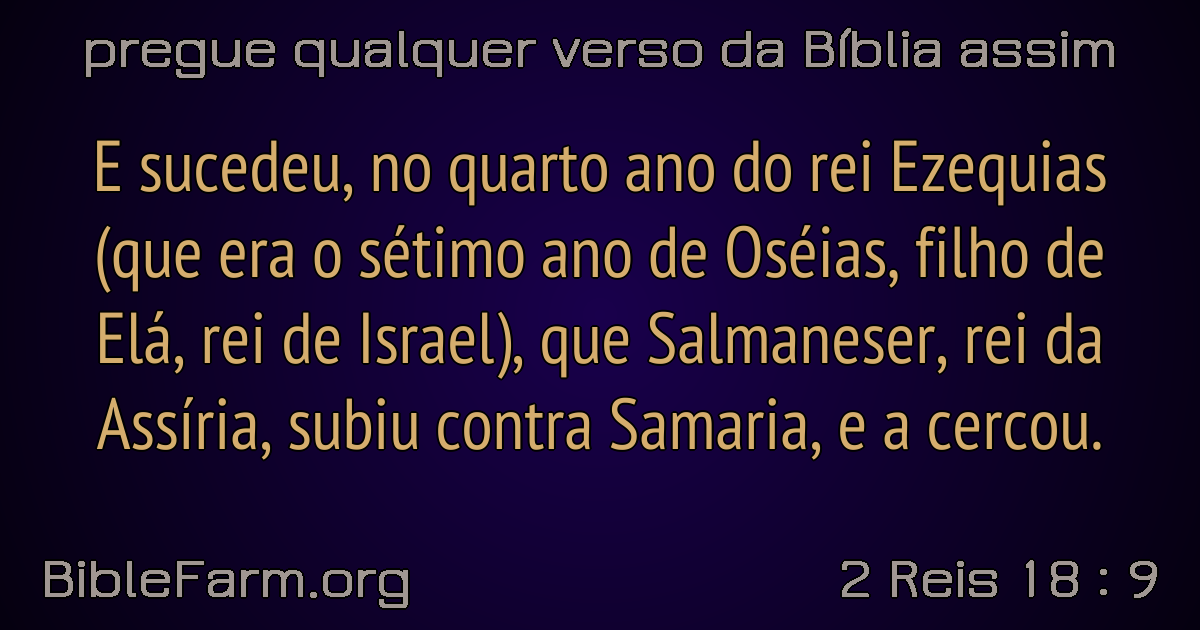 pregue qualquer verso da Bíblia assim
E sucedeu, no quarto ano do rei Ezequias
(que era o sétimo ano de Oséias, filho de
Elá, rei de Israel), que Salmaneser, rei da
Assíria, subiu contra Samaria, e a cercou.
BibleFarm.org
2 Reis 18 : 9